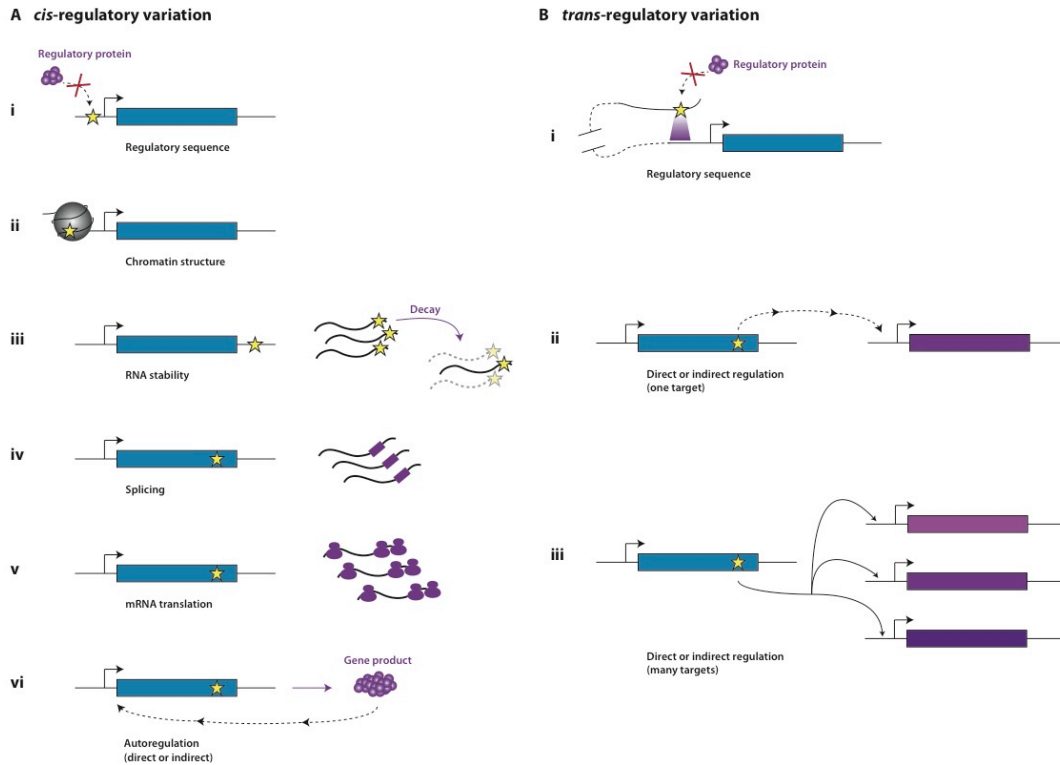 A cis-regulatory variation
Regulatory protein
i
Regulatory sequence
ii
Chromatin structure
iii
Decay
RNA stability
iv
Splicing
v
mRNA translation
vi
Gene product
Autoregulation
(direct or indirect)
B trans-regulatory variation
Regulatory protein
i
Regulatory sequence
ii
Direct or indirect regulation
(one target)
iii
Direct or indirect regulation
(many targets)